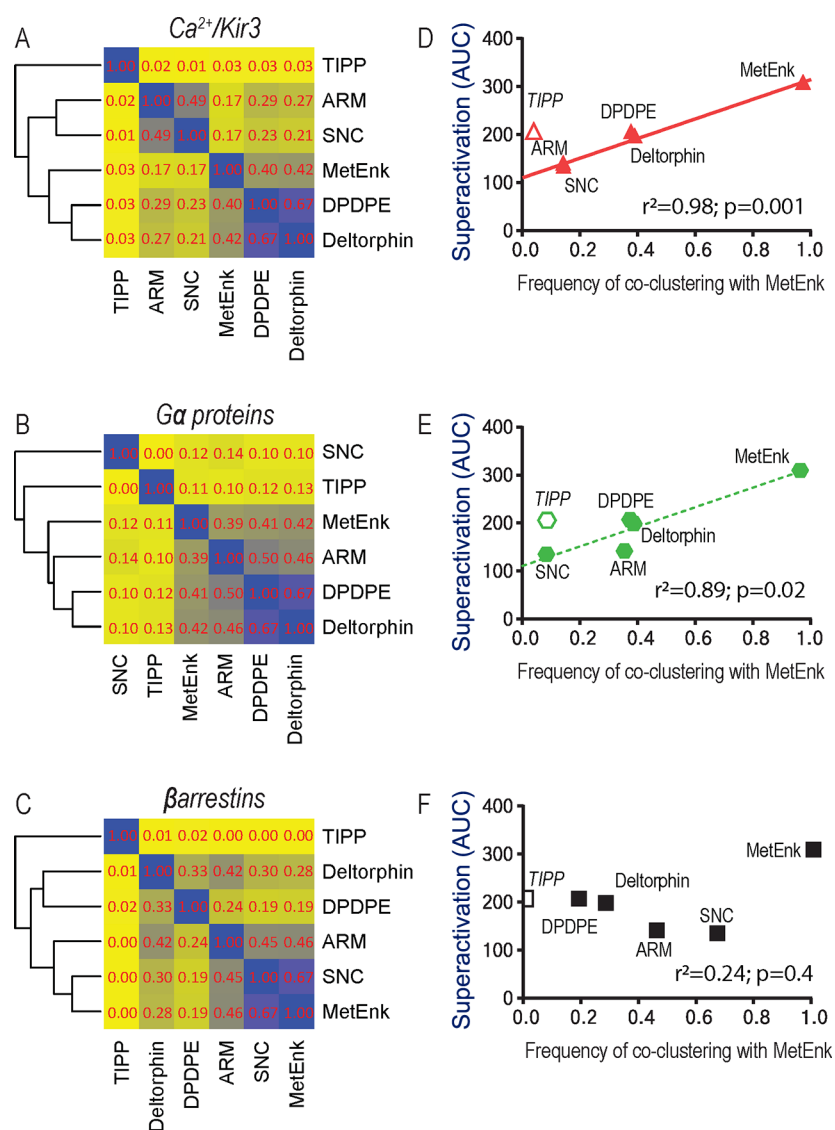 A
Ca²⁺/Kir3
1.00 0.02 0.01 0.03 0.03 0.03 TIPP
0.02 1.00 0.49 0.17 0.29 0.27 ARM
0.01 0.49 1.00 0.17 0.23 0.21 SNC
0.03 0.17 0.17 1.00 0.40 0.42 MetEnk
0.03 0.29 0.23 0.40 1.00 0.67 DPDPE
0.03 0.27 0.21 0.42 0.67 1.00 Deltorphin
TIPP ARM SNC MetEnk DPDPE Deltorphin
D
Superactivation (AUC)
400
300
200
100
0
MetEnk
TIPP
DPDPE
ARM
Deltorphin
SNC
r²=0.98; p=0.001
0.0 0.2 0.4 0.6 0.8 1.0
Frequency of co-clustering with MetEnk
B
Gα proteins
1.00 0.00 0.12 0.14 0.10 0.10 SNC
0.00 1.00 0.11 0.10 0.12 0.13 TIPP
0.12 0.11 1.00 0.39 0.41 0.42 MetEnk
0.14 0.10 0.39 1.00 0.50 0.46 ARM
0.10 0.12 0.41 0.50 1.00 0.67 DPDPE
0.10 0.13 0.42 0.46 0.67 1.00 Deltorphin
SNC TIPP MetEnk ARM DPDPE Deltorphin
E
Superactivation (AUC)
400
300
200
100
0
MetEnk
TIPP
DPDPE
Deltorphin
SNC
ARM
r²=0.89; p=0.02
0.0 0.2 0.4 0.6 0.8 1.0
Frequency of co-clustering with MetEnk
C
βarrestins
1.00 0.01 0.02 0.00 0.00 0.00 TIPP
0.01 1.00 0.33 0.42 0.30 0.28 Deltorphin
0.02 0.33 1.00 0.24 0.19 0.19 DPDPE
0.00 0.42 0.24 1.00 0.45 0.46 ARM
0.00 0.30 0.19 0.45 1.00 0.67 SNC
0.00 0.28 0.19 0.46 0.67 1.00 MetEnk
TIPP Deltorphin DPDPE ARM SNC MetEnk
F
Superactivation (AUC)
400
300
200
100
0
MetEnk
TIPP
Deltorphin
DPDPE
SNC
ARM
r²=0.24; p=0.4
0.0 0.2 0.4 0.6 0.8 1.0
Frequency of co-clustering with MetEnk